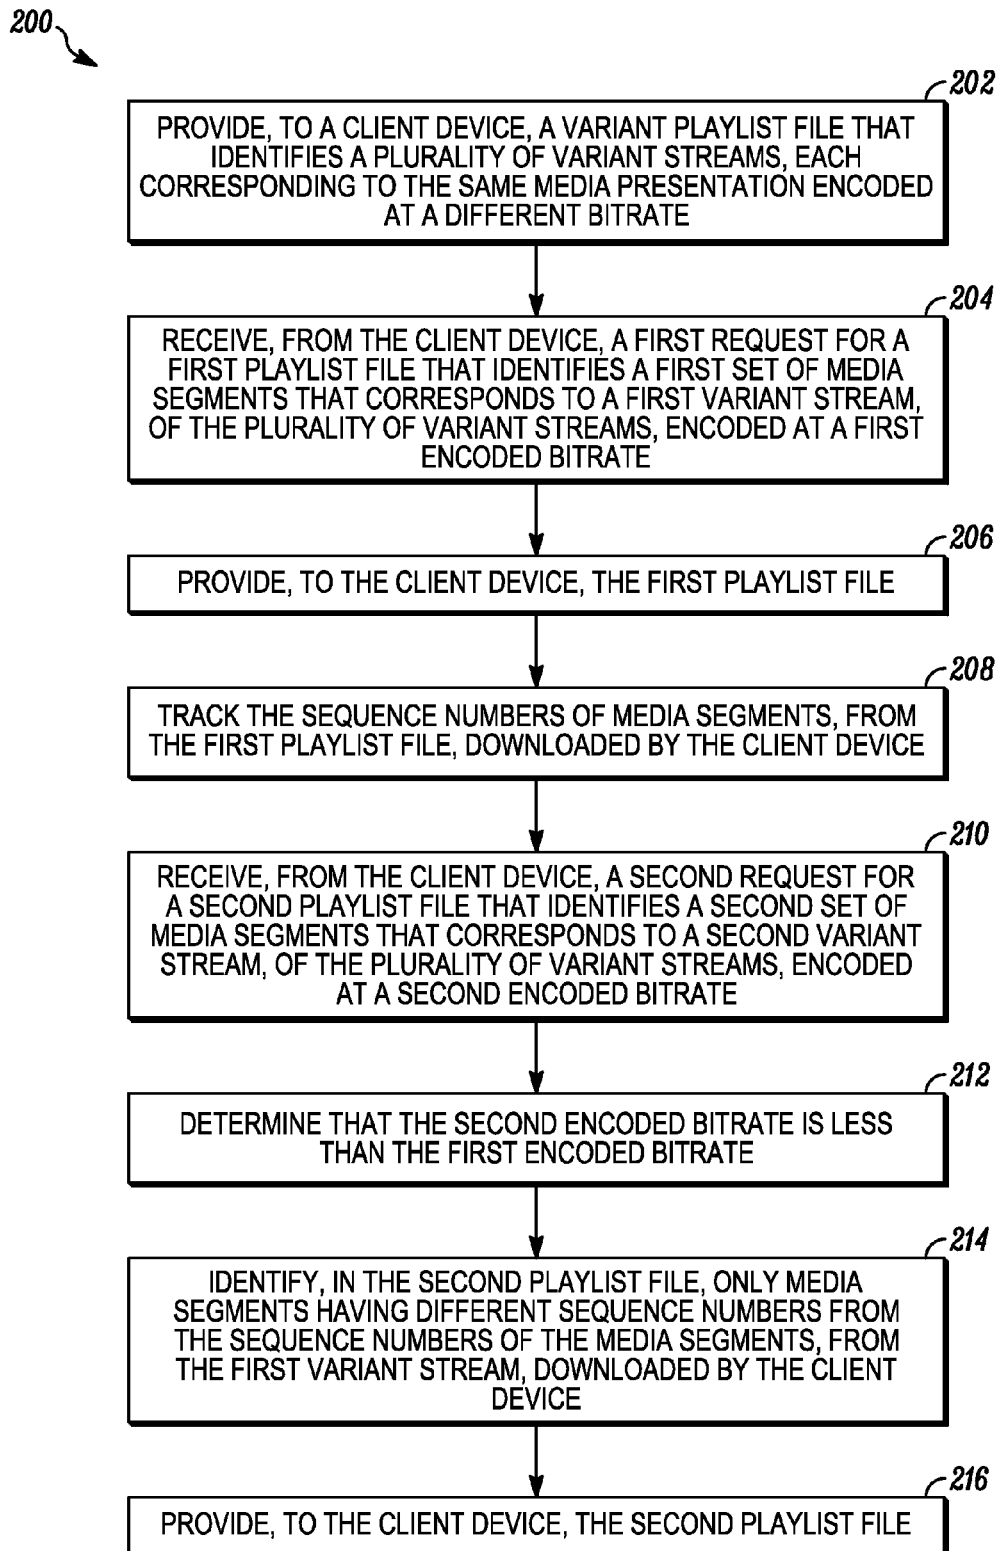 200
202
PROVIDE, TO A CLIENT DEVICE, A VARIANT PLAYLIST FILE THAT
IDENTIFIES A PLURALITY OF VARIANT STREAMS, EACH
CORRESPONDING TO THE SAME MEDIA PRESENTATION ENCODED
AT A DIFFERENT BITRATE
204
RECEIVE, FROM THE CLIENT DEVICE, A FIRST REQUEST FOR A
FIRST PLAYLIST FILE THAT IDENTIFIES A FIRST SET OF MEDIA
SEGMENTS THAT CORRESPONDS TO A FIRST VARIANT STREAM,
OF THE PLURALITY OF VARIANT STREAMS, ENCODED AT A FIRST
ENCODED BITRATE
206
PROVIDE, TO THE CLIENT DEVICE, THE FIRST PLAYLIST FILE
208
TRACK THE SEQUENCE NUMBERS OF MEDIA SEGMENTS, FROM
THE FIRST PLAYLIST FILE, DOWNLOADED BY THE CLIENT DEVICE
210
RECEIVE, FROM THE CLIENT DEVICE, A SECOND REQUEST FOR
A SECOND PLAYLIST FILE THAT IDENTIFIES A SECOND SET OF
MEDIA SEGMENTS THAT CORRESPONDS TO A SECOND VARIANT
STREAM, OF THE PLURALITY OF VARIANT STREAMS, ENCODED
AT A SECOND ENCODED BITRATE
212
DETERMINE THAT THE SECOND ENCODED BITRATE IS LESS
THAN THE FIRST ENCODED BITRATE
214
IDENTIFY, IN THE SECOND PLAYLIST FILE, ONLY MEDIA
SEGMENTS HAVING DIFFERENT SEQUENCE NUMBERS FROM
THE SEQUENCE NUMBERS OF THE MEDIA SEGMENTS, FROM
THE FIRST VARIANT STREAM, DOWNLOADED BY THE CLIENT
DEVICE
216
PROVIDE, TO THE CLIENT DEVICE, THE SECOND PLAYLIST FILE